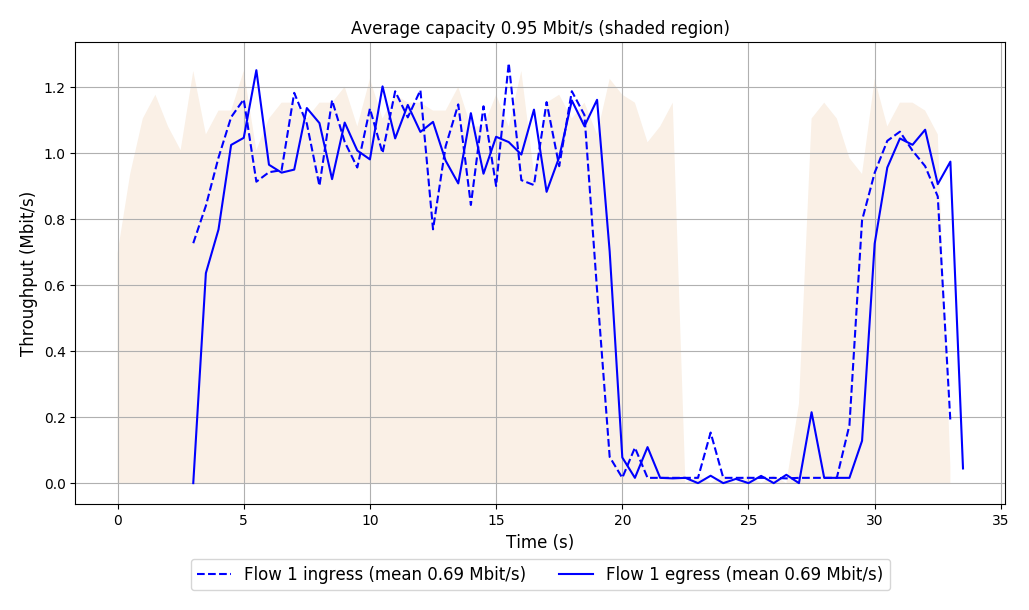 Average capacity 0.95 Mbit/s (shaded region)
Throughput (Mbit/s)
1.2
1.0
0.8
0.6
0.4
0.2
0.0
0 5 10 15 20 25 30 35
Time (s)
Flow 1 ingress (mean 0.69 Mbit/s) Flow 1 egress (mean 0.69 Mbit/s)